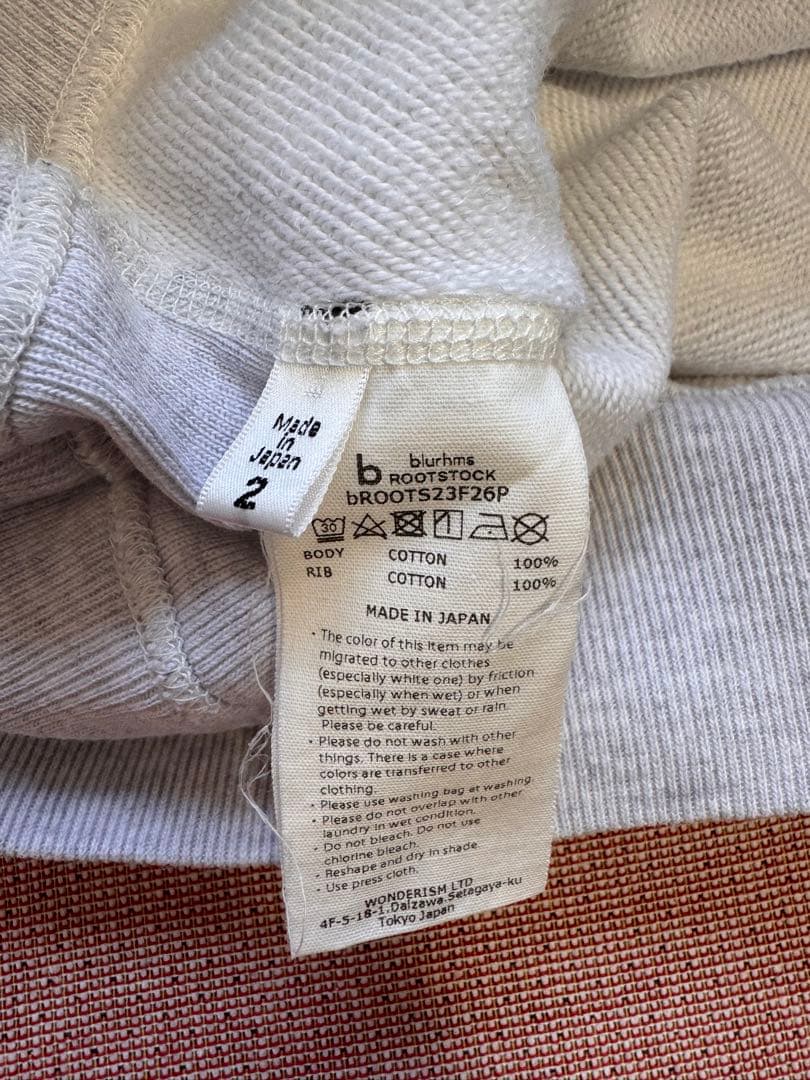 Made
in
Japan
2
b blurhms
ROOTSTOCK
bROOTS23F26P
30
BODY COTTON 100%
RIB COTTON 100%
MADE IN JAPAN
・The color of this item may be
migrated to other clothes
(especially white one) by friction
(especially when wet) or when
getting wet by sweat or rain.
Please be careful.
・Please do not wash with other
things. There is a case where
colors are transferred to other
clothing.
・Please use washing bag at washing.
・Please do not overlap with other
laundry in wet condition.
・Do not bleach. Do not use
chlorine bleach.
・Reshape and dry in shade
・Use press cloth.
WONDERISM LTD
4F-5-18-1,Daizawa,Setagaya-ku
Tokyo Japan